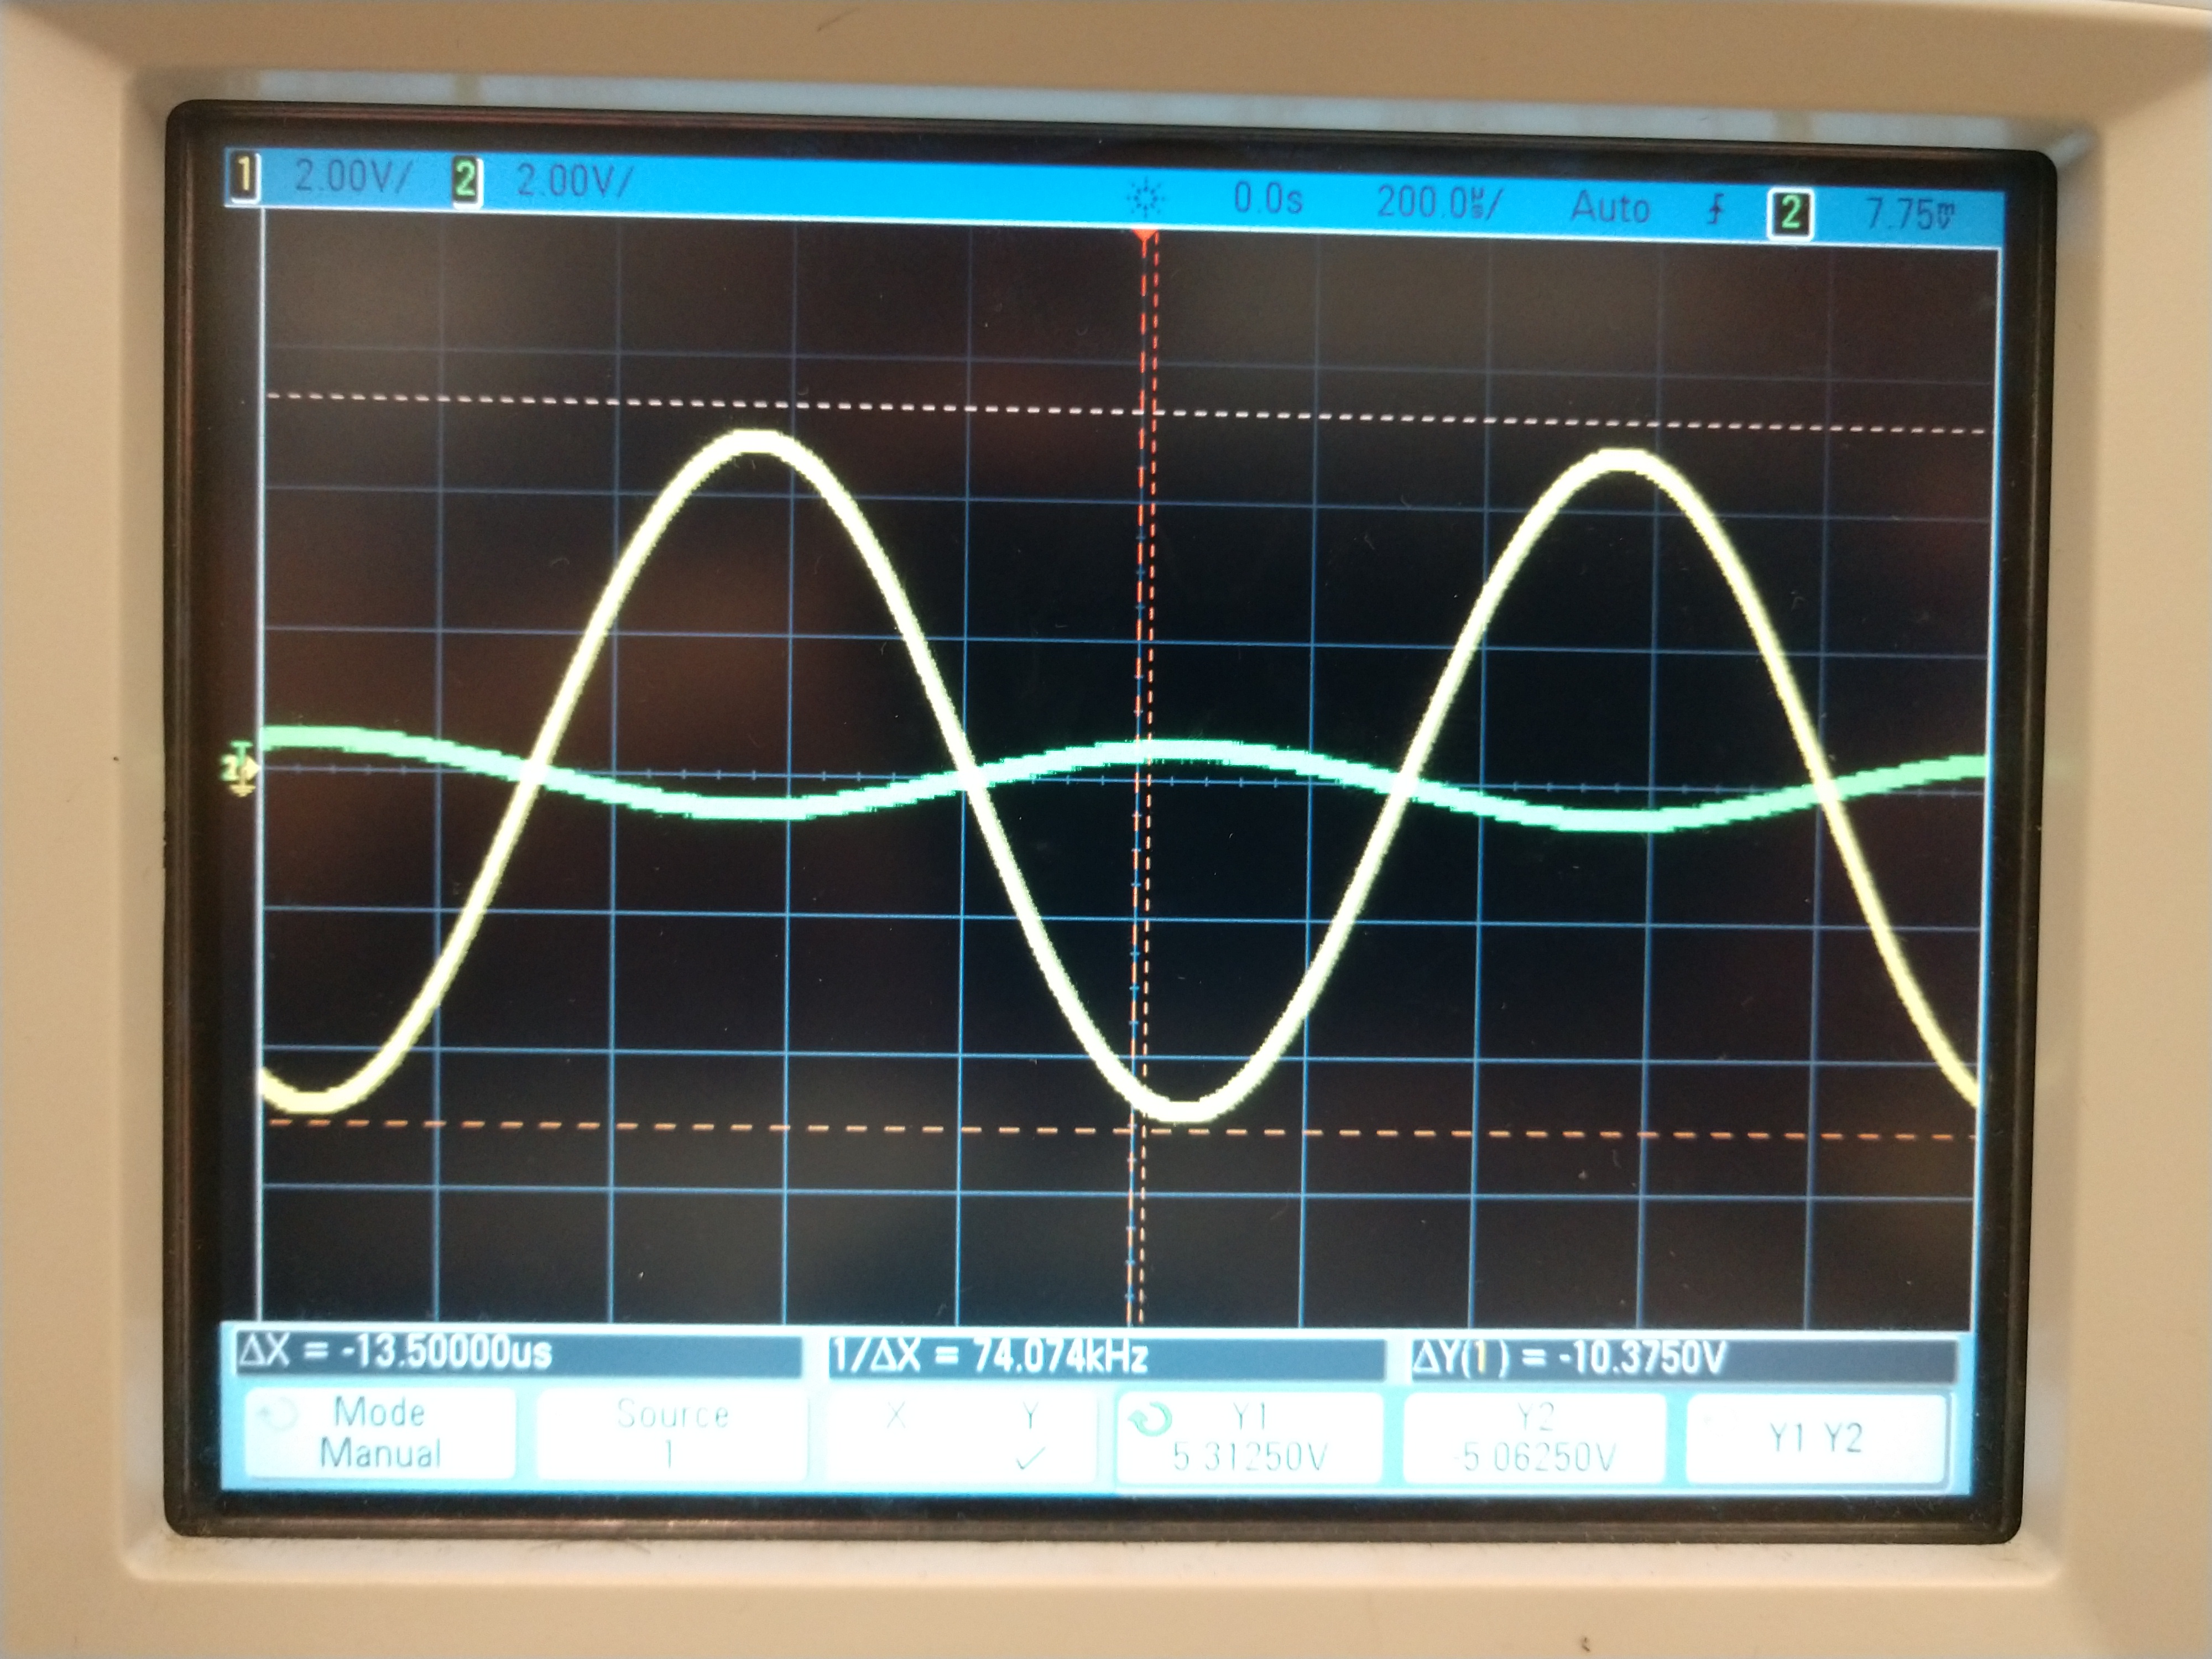 1 2.00V/ 2 2.00V/ 0.0s 200.0µs/ Auto 2 7.75mV
T
2
ΔX = -13.50000us 1/ΔX = 74.074kHz ΔY(1) = -10.3750V
Mode Source X Y Y1 Y2 Y1 Y2
Manual 1 ✓ 5.31250V -5.06250V